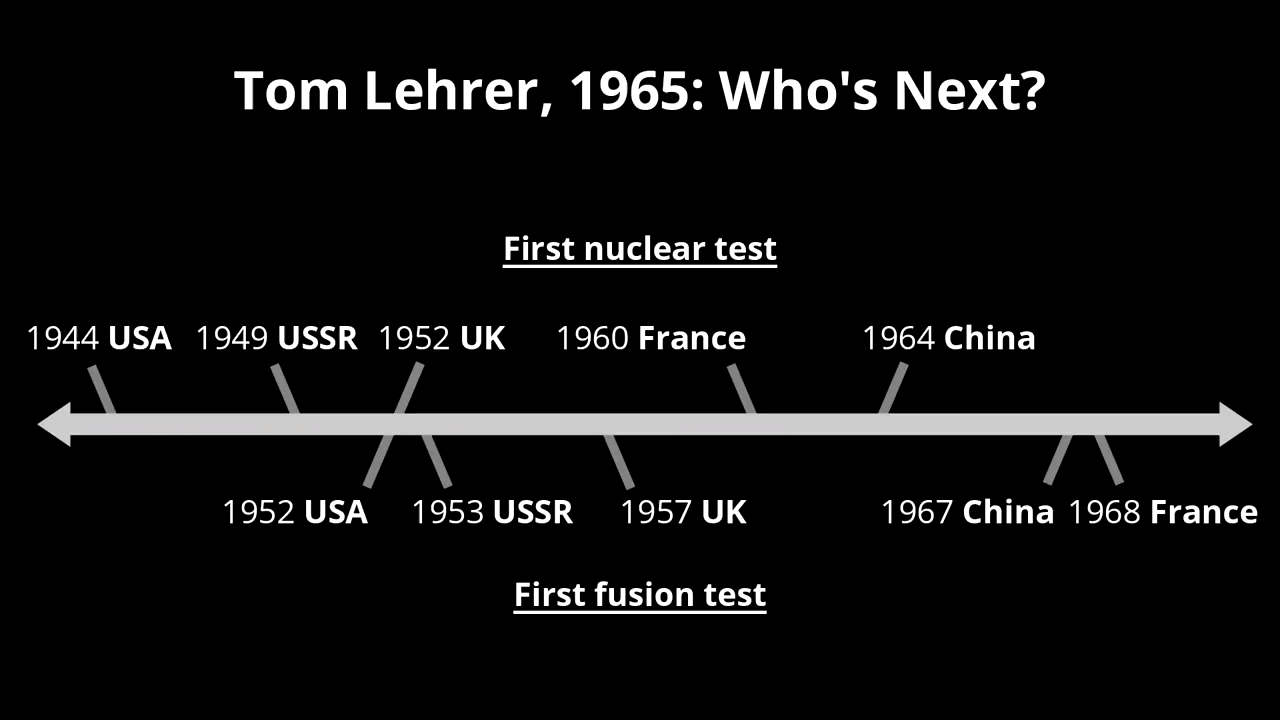 Tom Lehrer, 1965: Who's Next?
First nuclear test
1944 USA 1949 USSR 1952 UK 1960 France 1964 China
1952 USA 1953 USSR 1957 UK 1967 China 1968 France
First fusion test